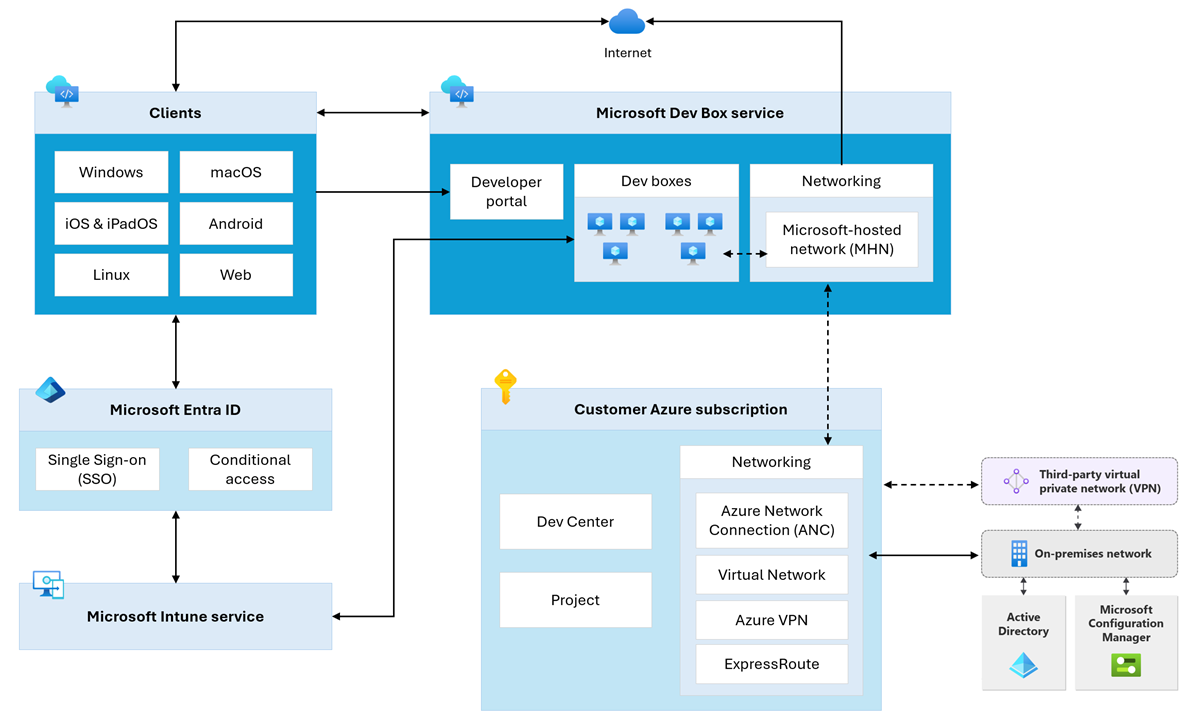 Internet
Clients
Windows
macOS
iOS & iPadOS
Android
Linux
Web
Microsoft Dev Box service
Developer
portal
Dev boxes
Networking
Microsoft-hosted
network (MHN)
Microsoft Entra ID
Single Sign-on
(SSO)
Conditional
access
Microsoft Intune service
Customer Azure subscription
Dev Center
Project
Networking
Azure Network
Connection (ANC)
Virtual Network
Azure VPN
ExpressRoute
Third-party virtual
private network (VPN)
On-premises network
Active
Directory
Microsoft
Configuration
Manager